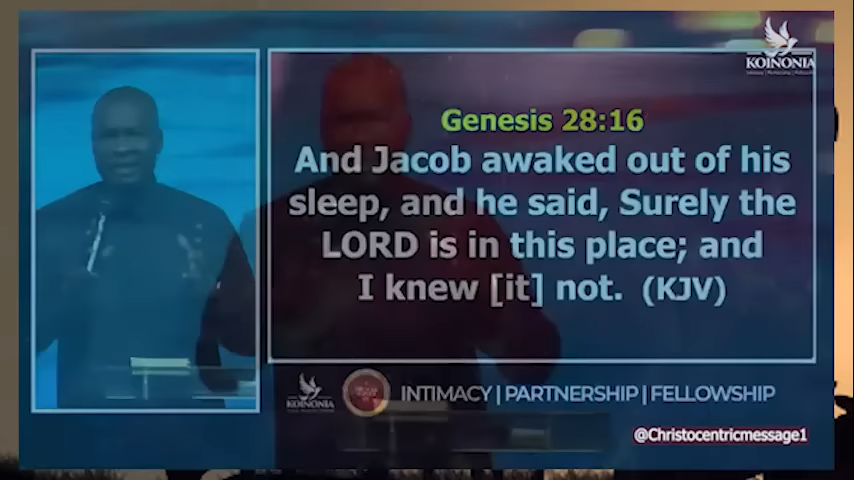 KOINONIA
Genesis 28:16
And Jacob awaked out of his
sleep, and he said, Surely the
LORD is in this place; and
I knew [it] not. (KJV)
KOINONIA
INTIMACY | PARTNERSHIP | FELLOWSHIP
@Christocentricmessage1